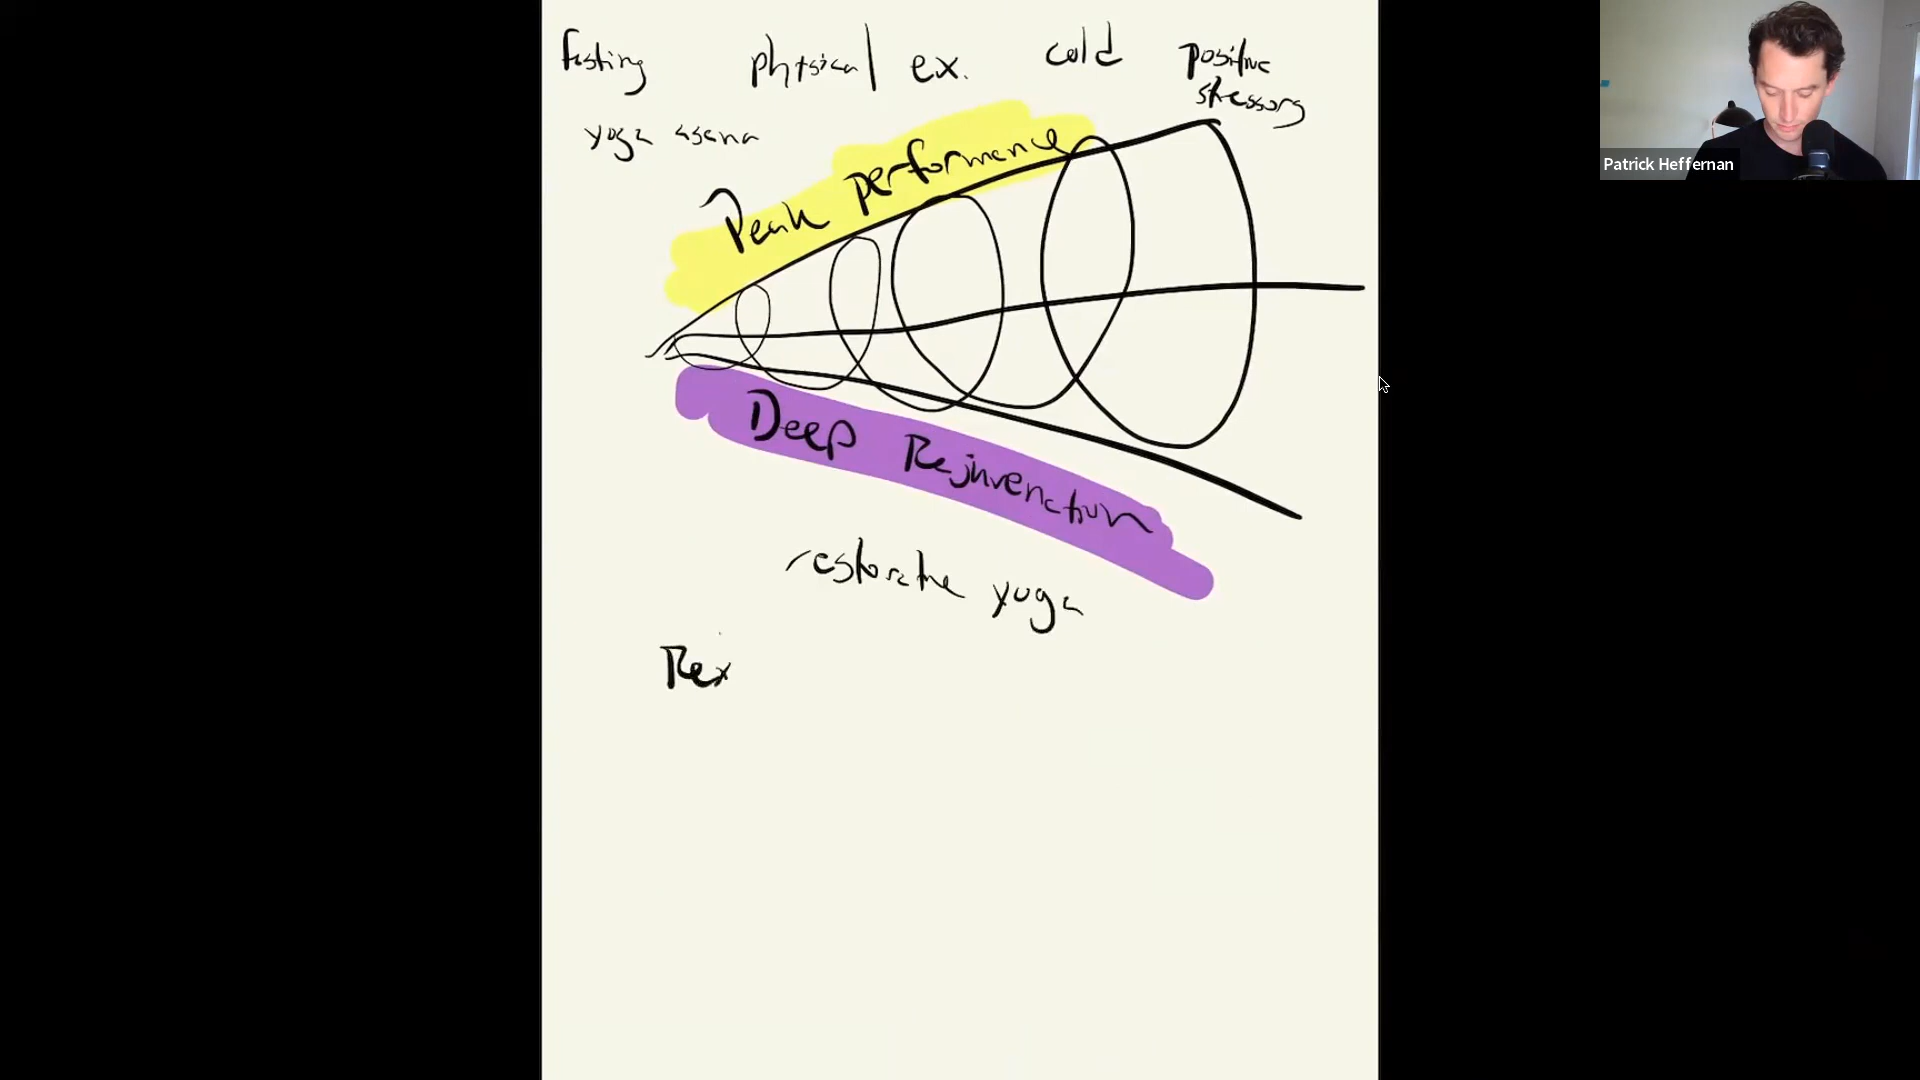 fasting physical ex. cold positive
stressors
yoga asana
Peak performance
Deep Rejuvenation
restorative yoga
Rex
Patrick Heffernan